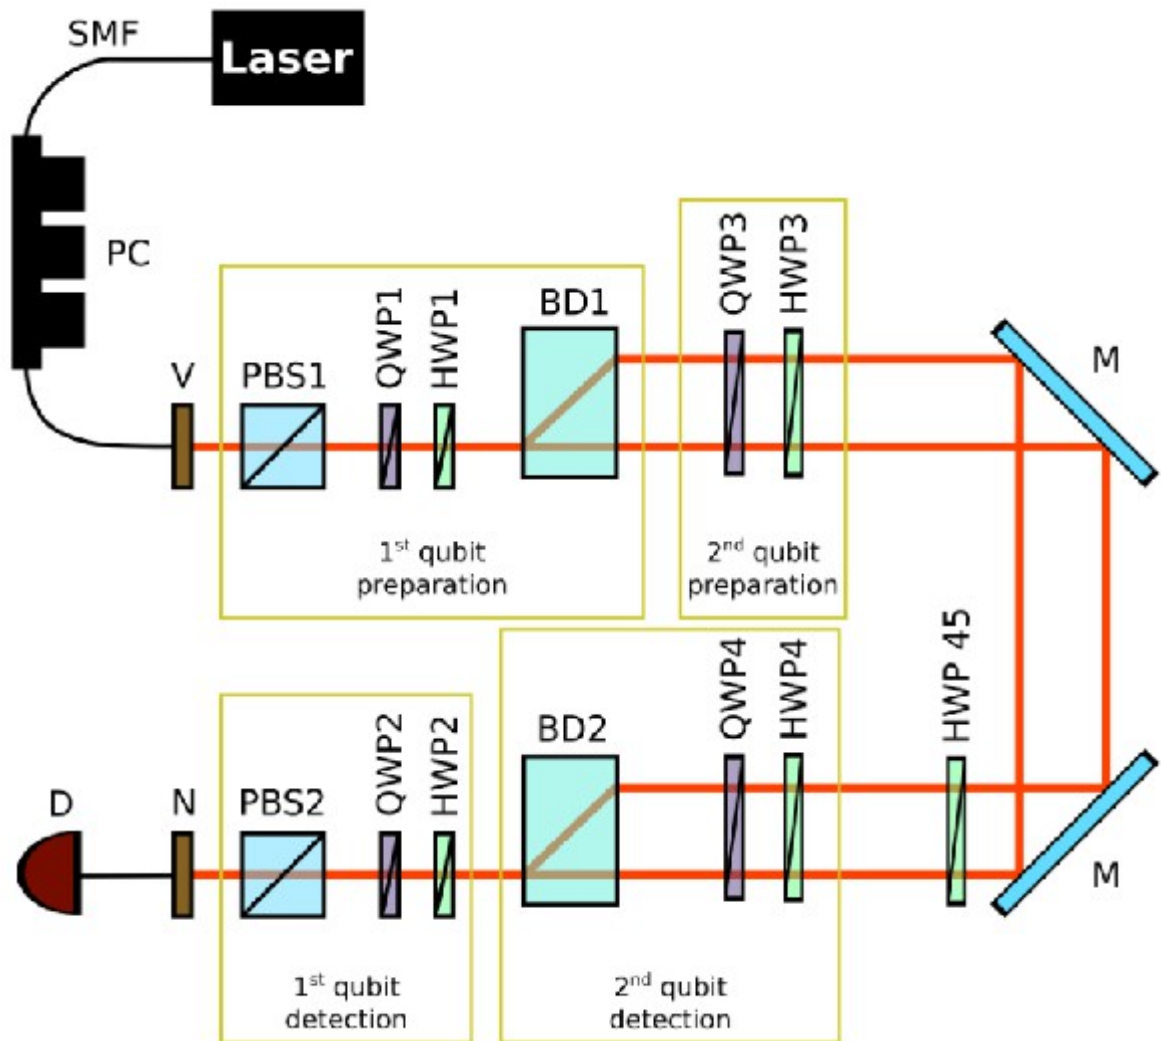 SMF
Laser
PC
V
PBS1
QWP1
HWP1
BD1
QWP3
HWP3
M
1st qubit
preparation
2nd qubit
preparation
D
N
PBS2
QWP2
HWP2
BD2
QWP4
HWP4
HWP 45
M
1st qubit
detection
2nd qubit
detection